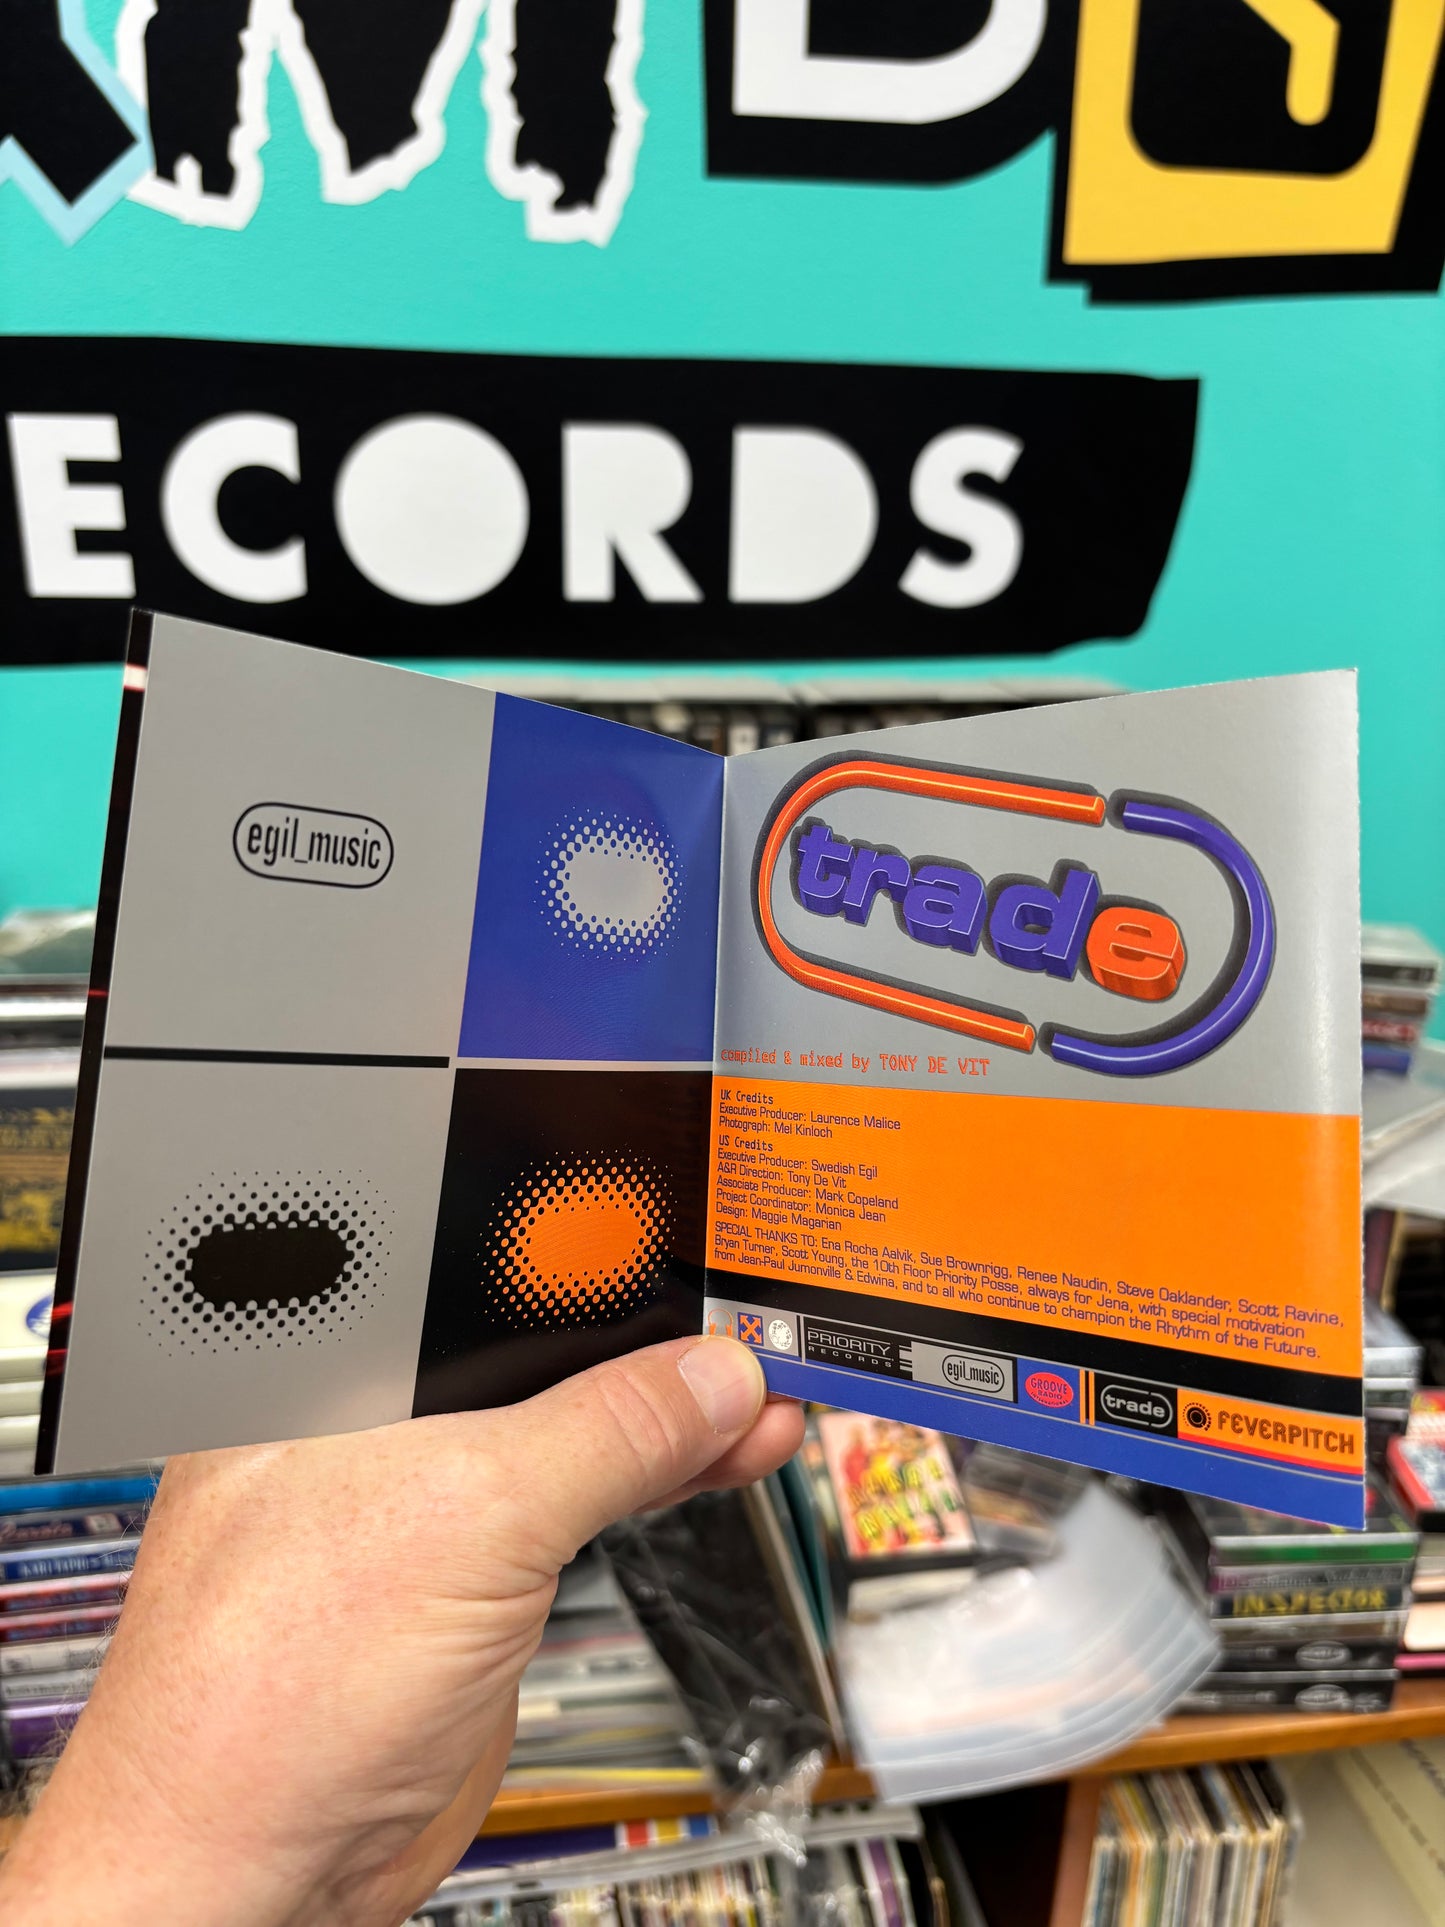 RECORDS
egil_music
trade
compiled & mixed by TONY DE VIT
UK Credits
Executive Producer: Laurence Malice
Photograph: Mel Kinloch
US Credits
Executive Producer: Swedish Egil
A&R Direction: Tony De Vit
Associate Producer: Mark Copeland
Project Coordinator: Monica Jean
Design: Maggie Magarian
SPECIAL THANKS TO: Ena Rocha Aalvik, Sue Brownrigg, Renee Naudin, Steve Oaklander, Scott Ravine,
Bryan Turner, Scott Young, the 10th Floor Priority Posse, always for Jena, with special motivation
from Jean-Paul Jumonville & Edwina, and to all who continue to champion the Rhythm of the Future.
PRIORITY
RECORDS
egil_music
GROOVE
RADIO
trade
FEVERPITCH
INSPECTOR